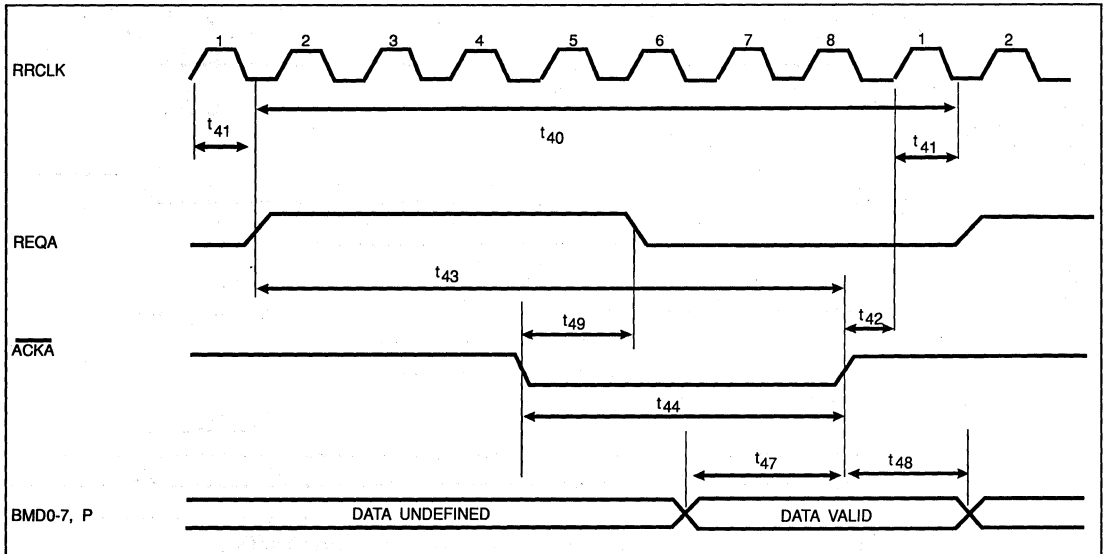 1 2 3 4 5 6 7 8 1 2
RRCLK
t41 t40 t41
REQA
t43
t49 t42
ACKA
t44
t47 t48
BMD0-7, P DATA UNDEFINED DATA VALID